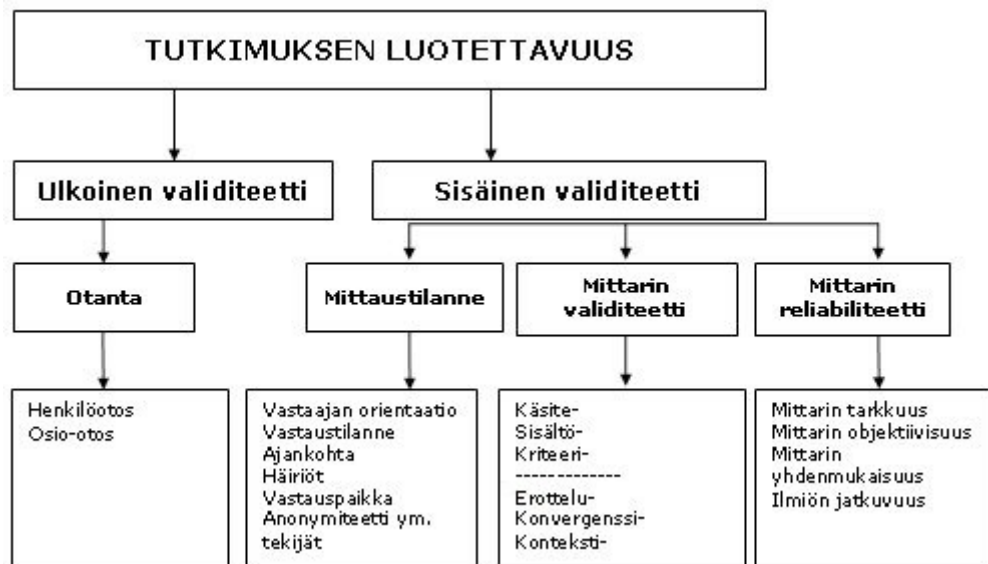 TUTKIMUKSEN LUOTETTAVUUS
Ulkoinen validiteetti
Sisäinen validiteetti
Otanta
Mittaustilanne
Mittarin
validiteetti
Mittarin
reliabiliteetti
Henkilöotos
Osio-otos
Vastaajan orientaatio
Vastaustilanne
Ajankohta
Häiriöt
Vastauspaikka
Anonymiteetti ym.
tekijät
Käsite-
Sisältö-
Kriteeri-
--------------
Erottelu-
Konvergenssi-
Konteksti-
Mittarin tarkkuus
Mittarin objektiivisuus
Mittarin
yhdenmukaisuus
Ilmiön jatkuvuus